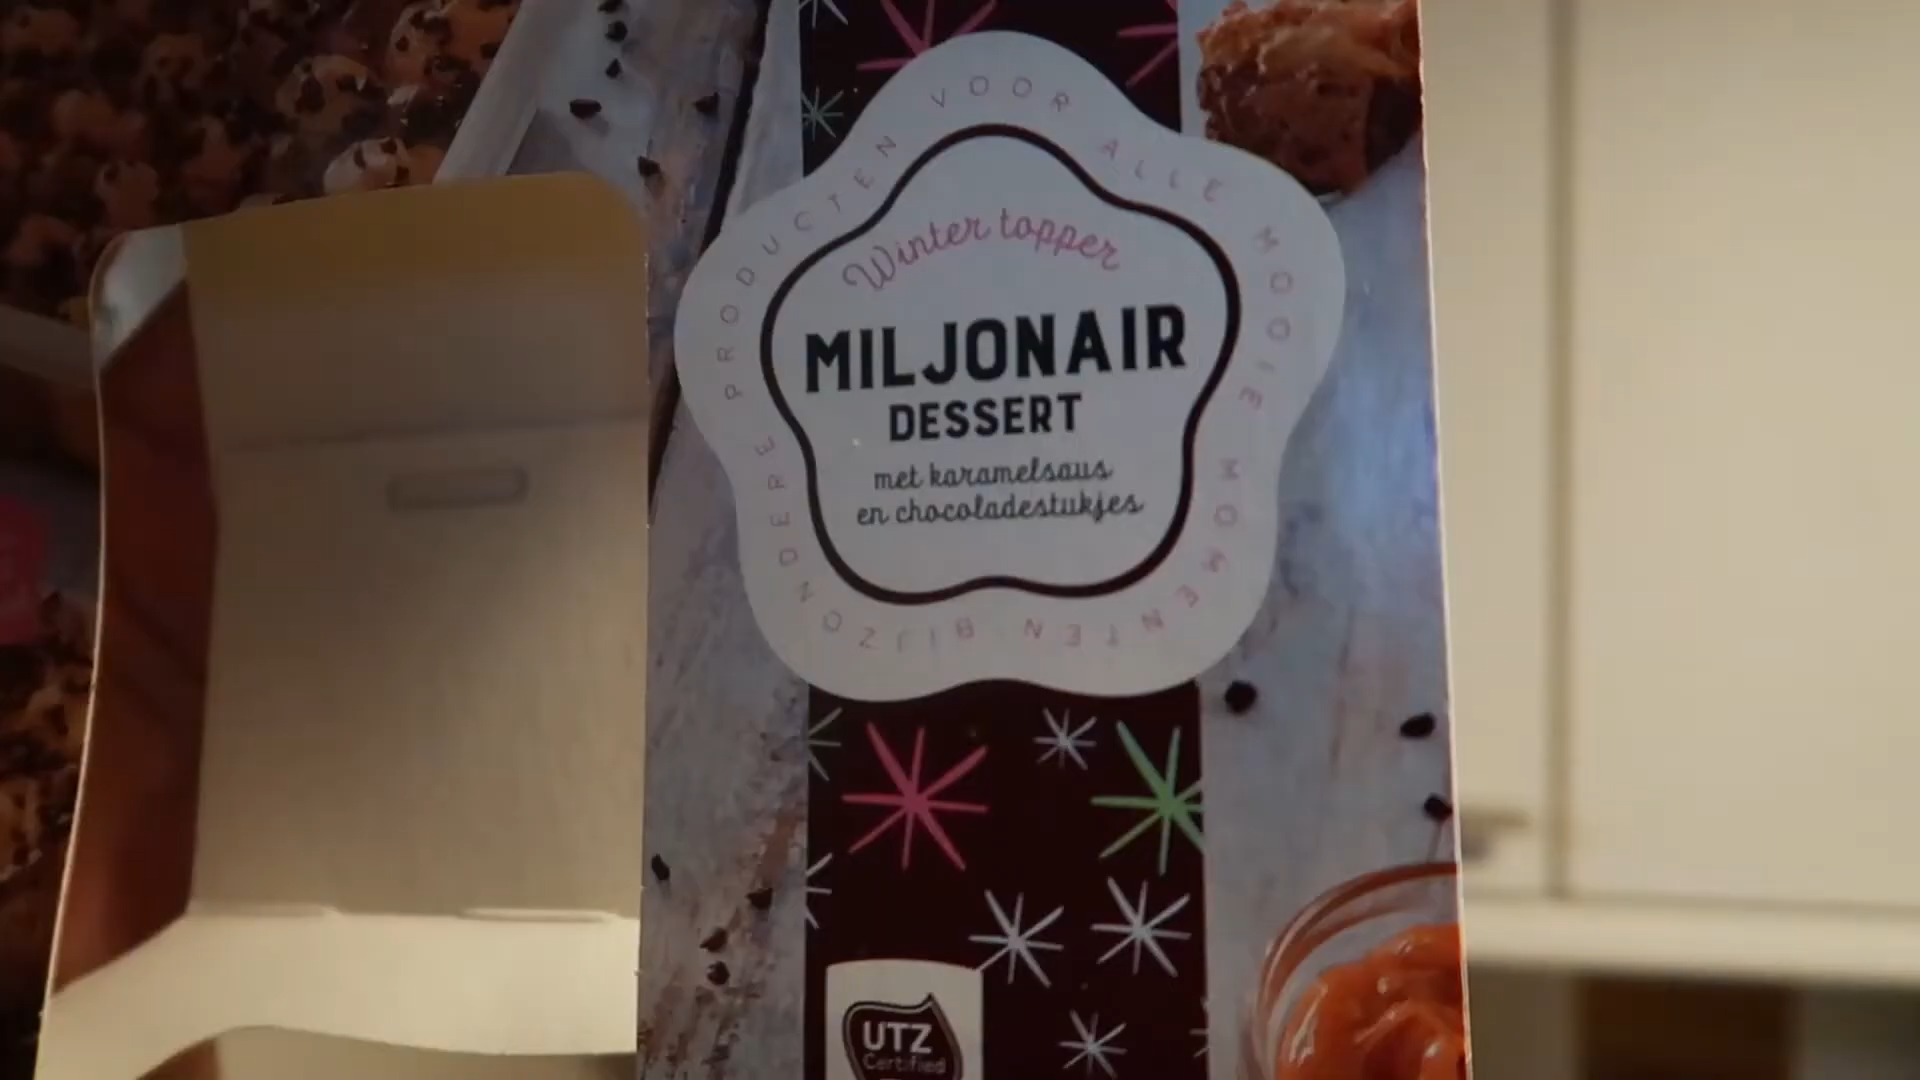 BIJZONDERE PRODUCTEN VOOR ALLE MOOIE MOMENTEN
Winter topper
MILJONAIR
DESSERT
met karamelsaus
en chocoladestukjes
UTZ
Certified